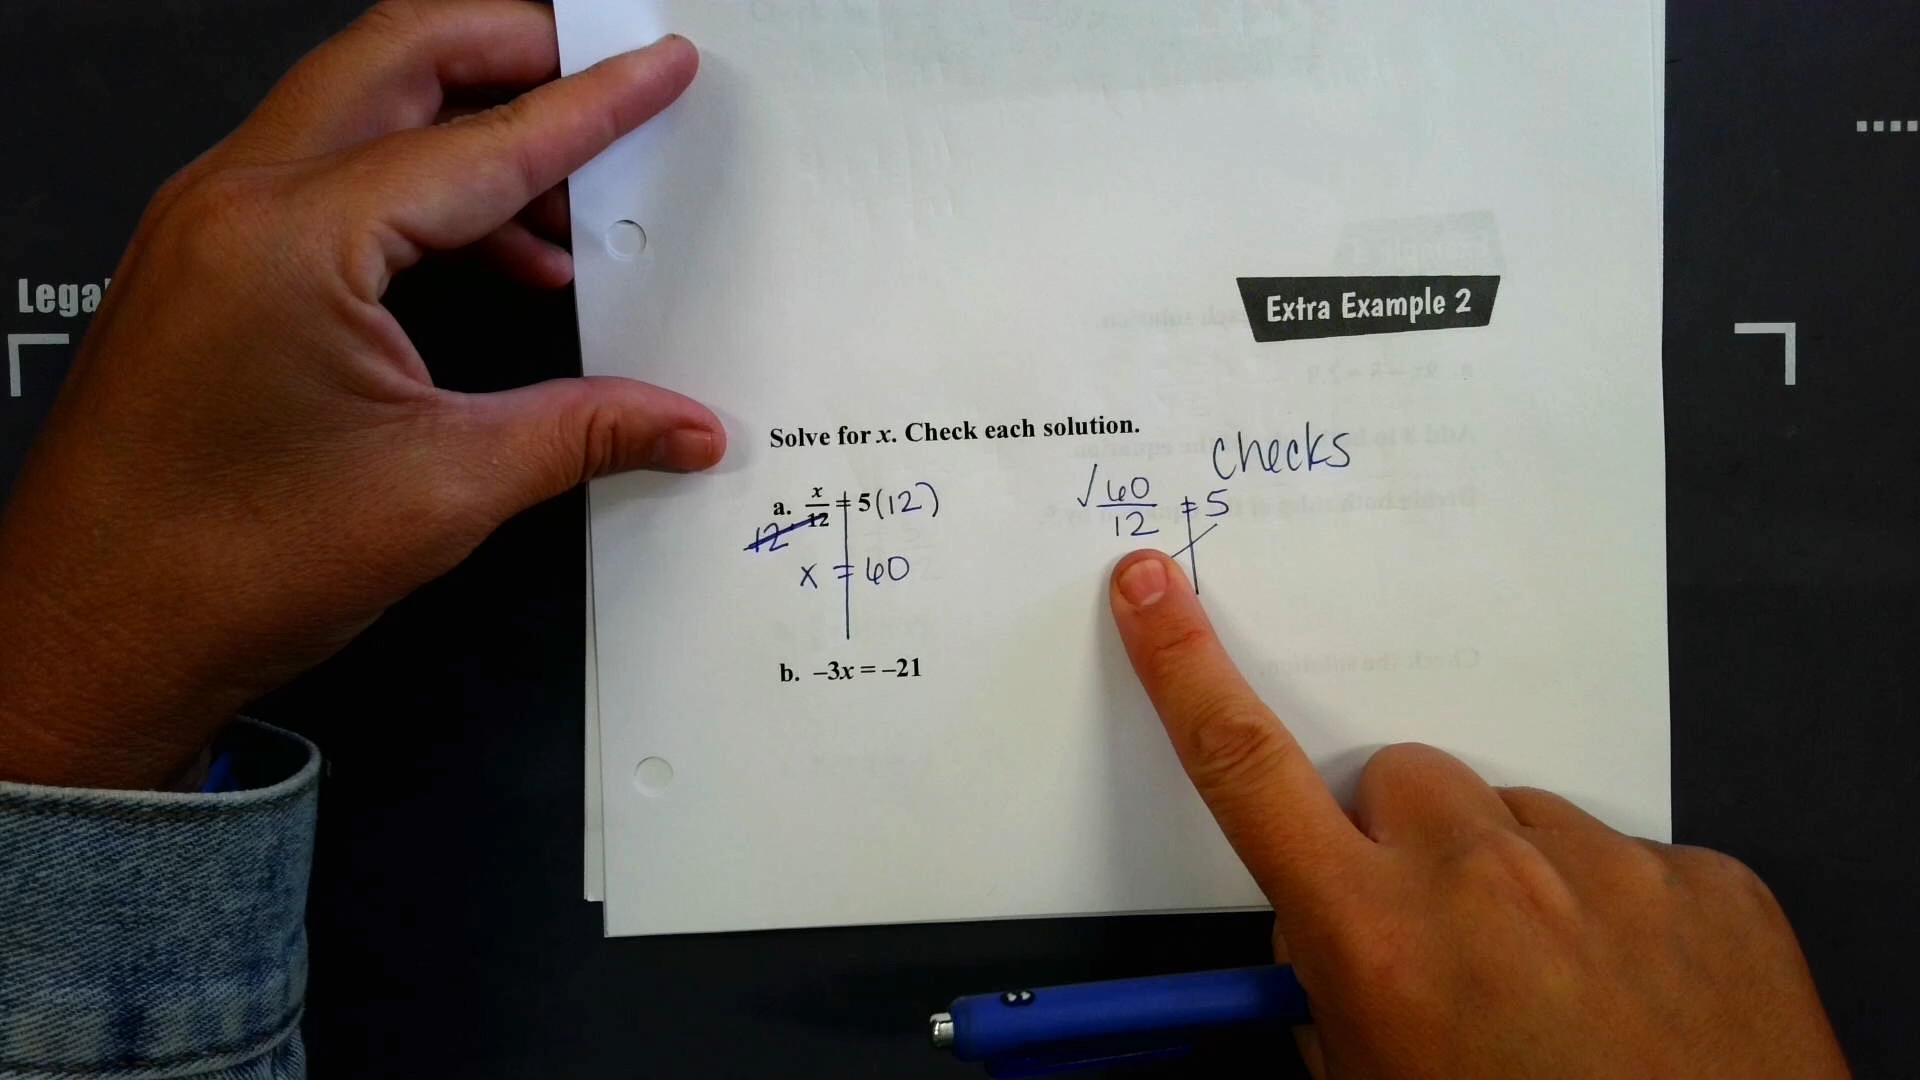 Legal
Extra Example 2
Solve for x. Check each solution.
checks
a. x/12 = 5(12)
12
x = 60
√ 60/12 = 5
b. –3x = –21